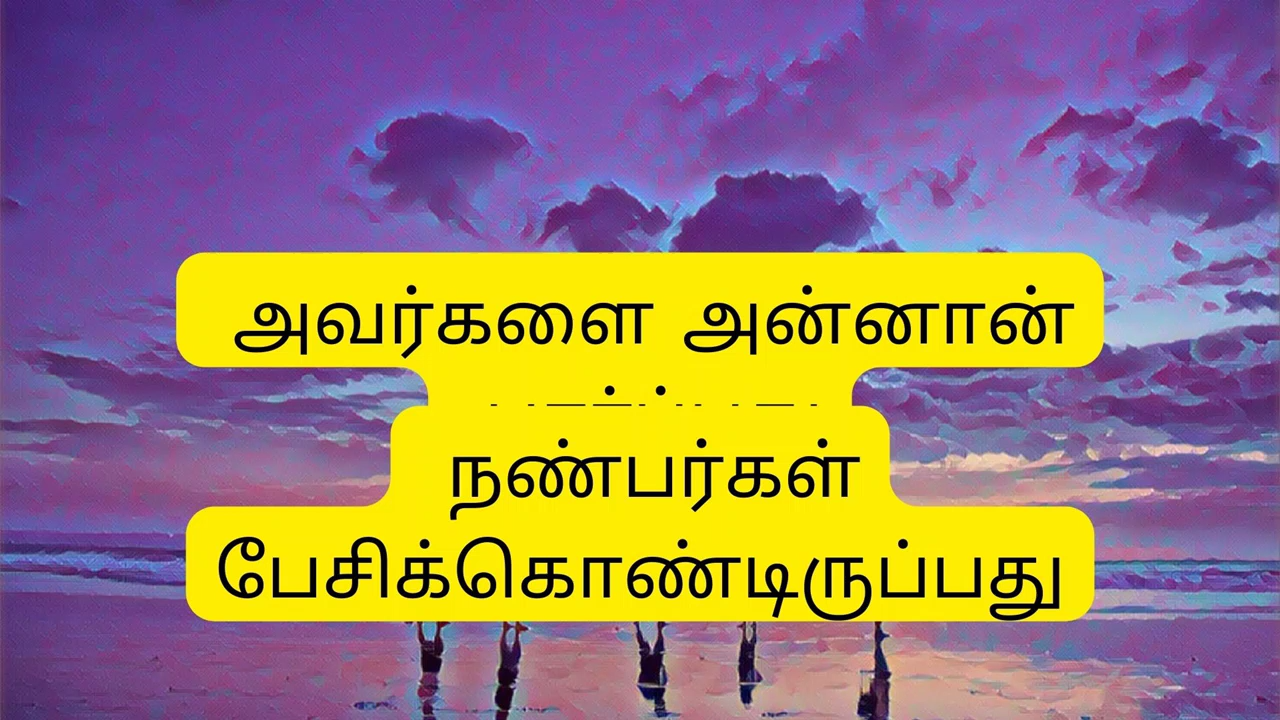 அவர்களை அன்னான்
நண்பர்கள்
பேசிக்கொண்டிருப்பது